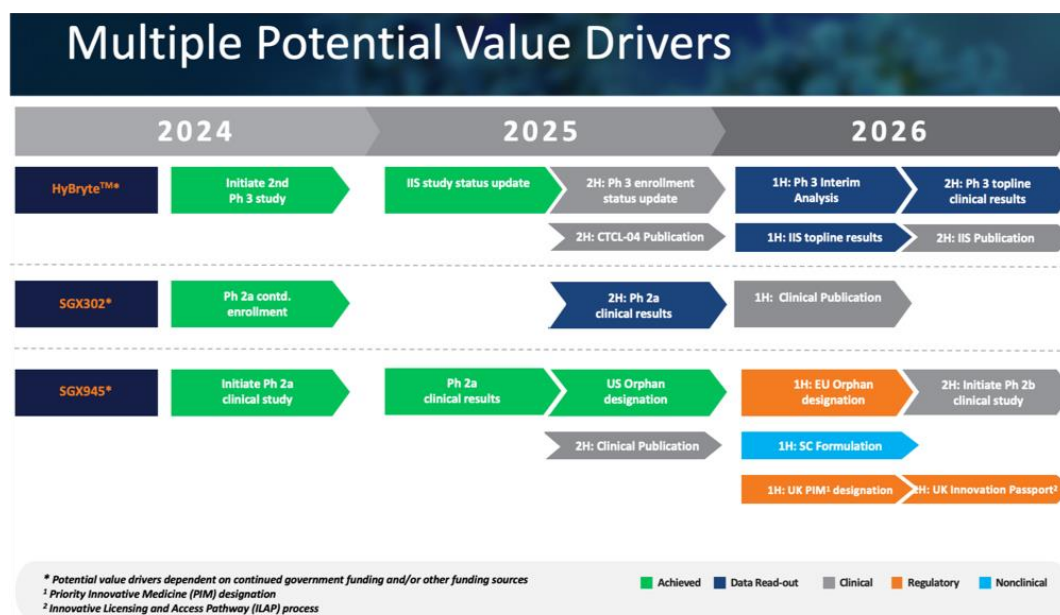 Multiple Potential Value Drivers
2024
2025
2026
HyBryte™*
Initiate 2nd
Ph 3 study
IIS study status update
2H: Ph 3 enrollment
status update
1H: Ph 3 Interim
Analysis
2H: Ph 3 topline
clinical results
2H: CTCL-04 Publication
1H: IIS topline results
2H: IIS Publication
SGX302*
Ph 2a contd.
enrollment
2H: Ph 2a
clinical results
1H: Clinical Publication
SGX945*
Initiate Ph 2a
clinical study
Ph 2a
clinical results
US Orphan
designation
1H: EU Orphan
designation
2H: Initiate Ph 2b
clinical study
2H: Clinical Publication
1H: SC Formulation
1H: UK PIM¹ designation
2H: UK Innovation Passport²
* Potential value drivers dependent on continued government funding and/or other funding sources
¹ Priority Innovative Medicine (PIM) designation
² Innovative Licensing and Access Pathway (ILAP) process
Achieved
Data Read-out
Clinical
Regulatory
Nonclinical